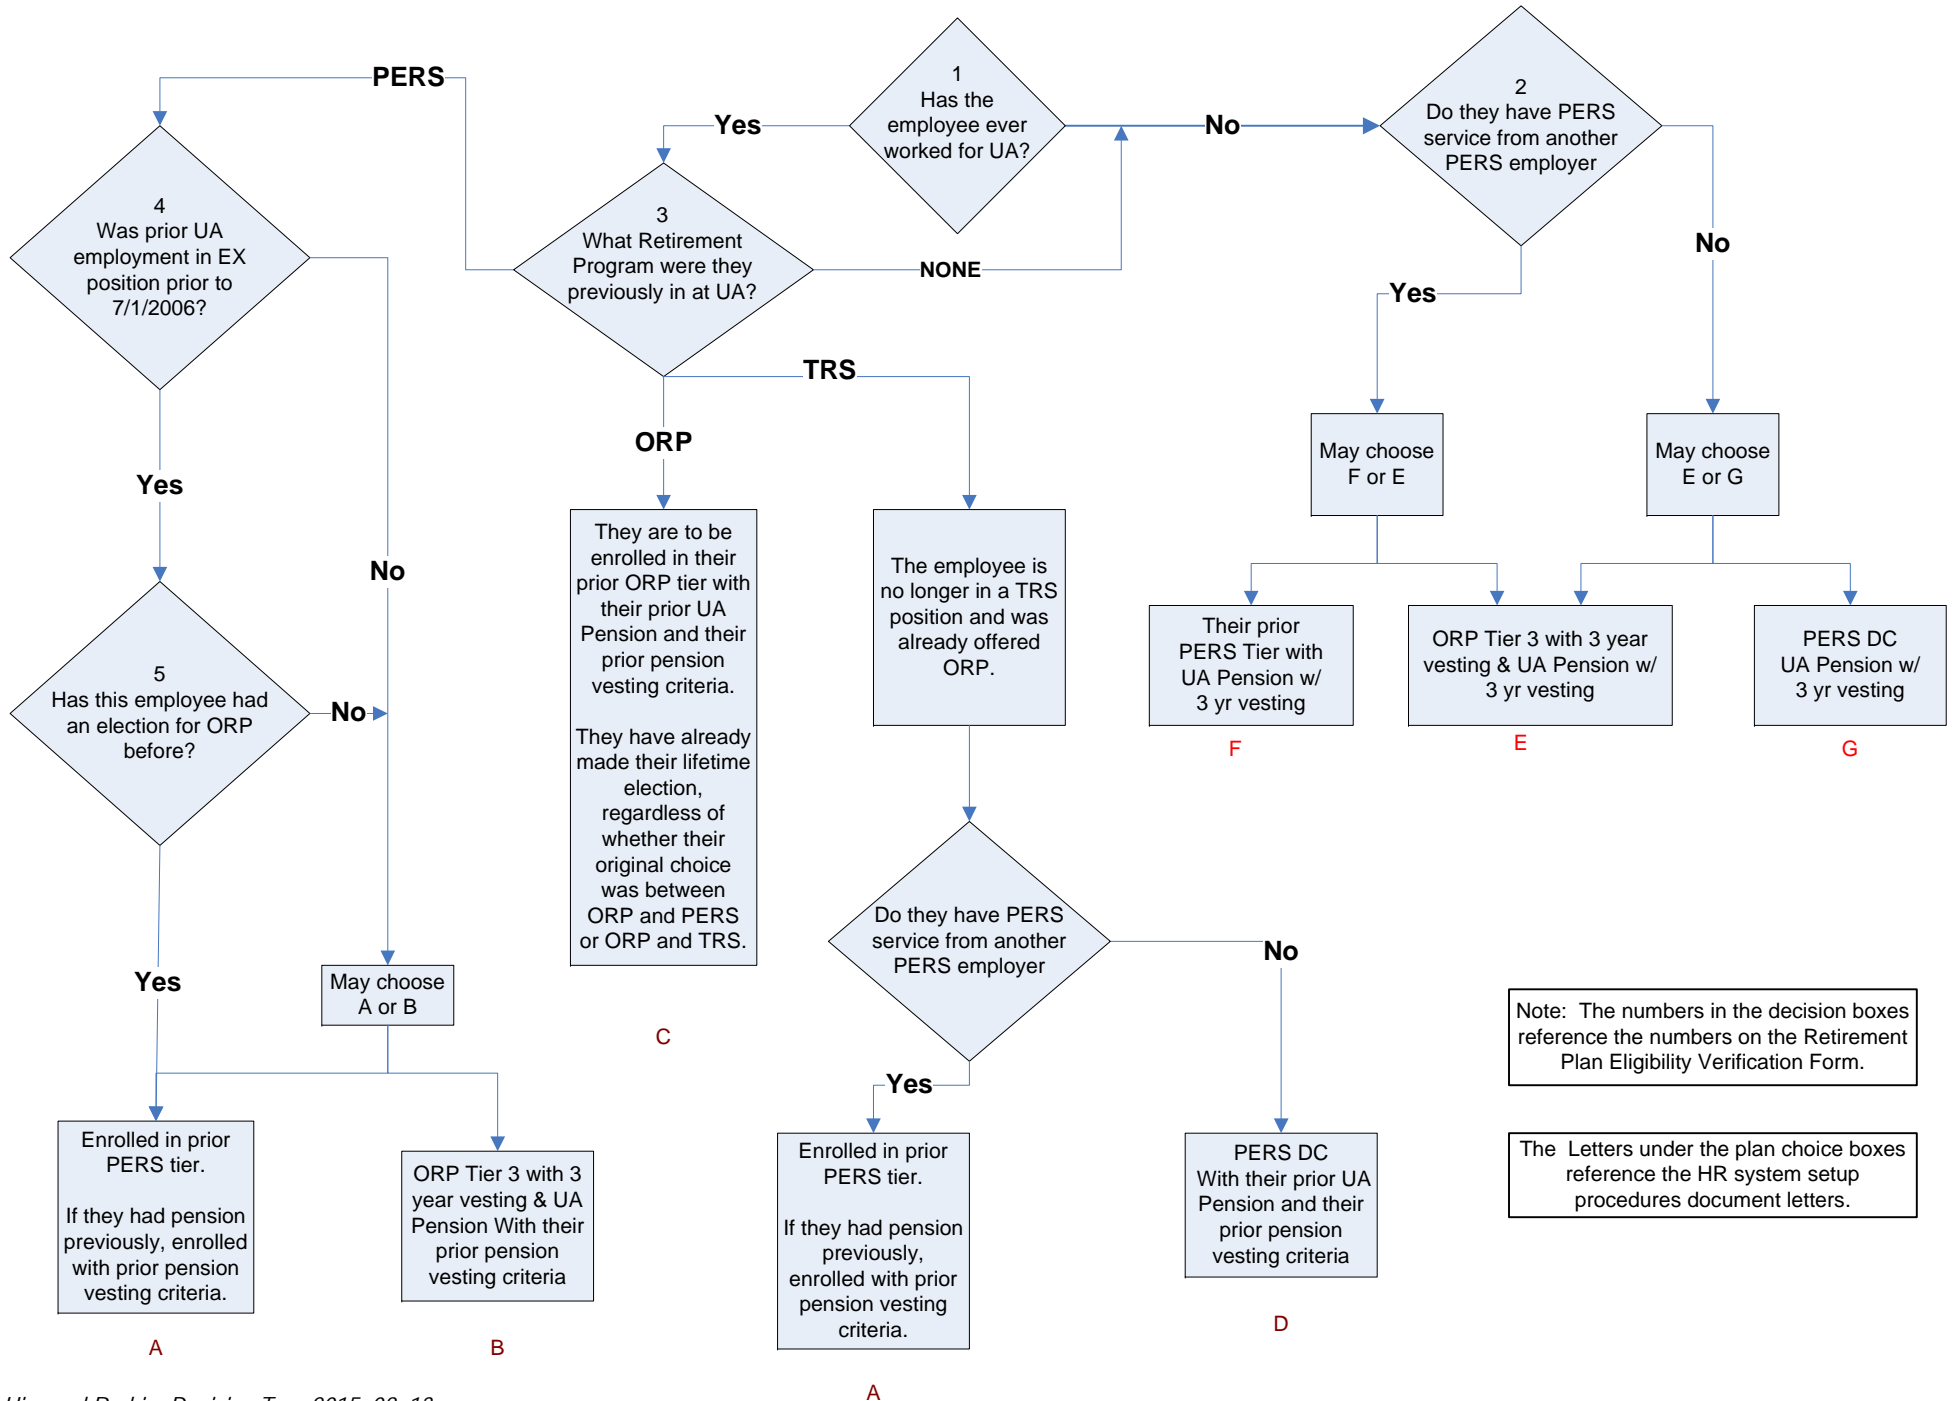 PERS
1
Has the
employee ever
worked for UA?
Yes
No
2
Do they have PERS
service from another
PERS employer
4
Was prior UA
employment in EX
position prior to
7/1/2006?
3
What Retirement
Program were they
previously in at UA?
NONE
No
Yes
TRS
ORP
Yes
No
May choose
F or E
May choose
E or G
They are to be
enrolled in their
prior ORP tier with
their prior UA
Pension and their
prior pension
vesting criteria.
They have already
made their lifetime
election,
regardless of
whether their
original choice
was between
ORP and PERS
or ORP and TRS.
C
The employee is
no longer in a TRS
position and was
already offered
ORP.
Their prior
PERS Tier with
UA Pension w/
3 yr vesting
F
ORP Tier 3 with 3 year
vesting & UA Pension w/
3 yr vesting
E
PERS DC
UA Pension w/
3 yr vesting
G
5
Has this employee had
an election for ORP
before?
No
Yes
May choose
A or B
Do they have PERS
service from another
PERS employer
No
Yes
Note: The numbers in the decision boxes
reference the numbers on the Retirement
Plan Eligibility Verification Form.
The Letters under the plan choice boxes
reference the HR system setup
procedures document letters.
Enrolled in prior
PERS tier.
If they had pension
previously, enrolled
with prior pension
vesting criteria.
A
ORP Tier 3 with 3
year vesting & UA
Pension With their
prior pension
vesting criteria
B
Enrolled in prior
PERS tier.
If they had pension
previously,
enrolled with prior
pension vesting
criteria.
A
PERS DC
With their prior UA
Pension and their
prior pension
vesting criteria
D